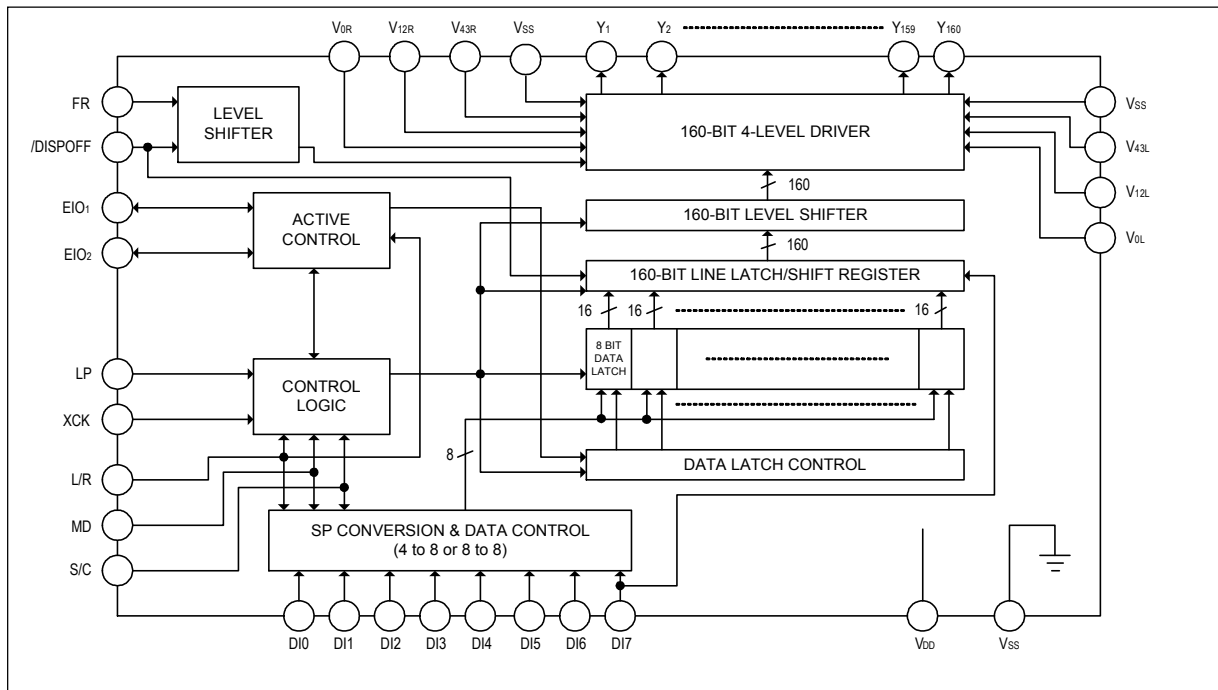 V0R V12R V43R VSS Y1 Y2 Y159 Y160
FR
LEVEL
SHIFTER
/DISPOFF
160-BIT 4-LEVEL DRIVER
VSS
V43L
V12L
V0L
160
EIO1
EIO2
ACTIVE
CONTROL
160-BIT LEVEL SHIFTER
160
160-BIT LINE LATCH/SHIFT REGISTER
16 16 16
LP
XCK
CONTROL
LOGIC
8 BIT
DATA
LATCH
L/R
MD
S/C
8
DATA LATCH CONTROL
SP CONVERSION & DATA CONTROL
(4 to 8 or 8 to 8)
DI0 DI1 DI2 DI3 DI4 DI5 DI6 DI7 VDD VSS